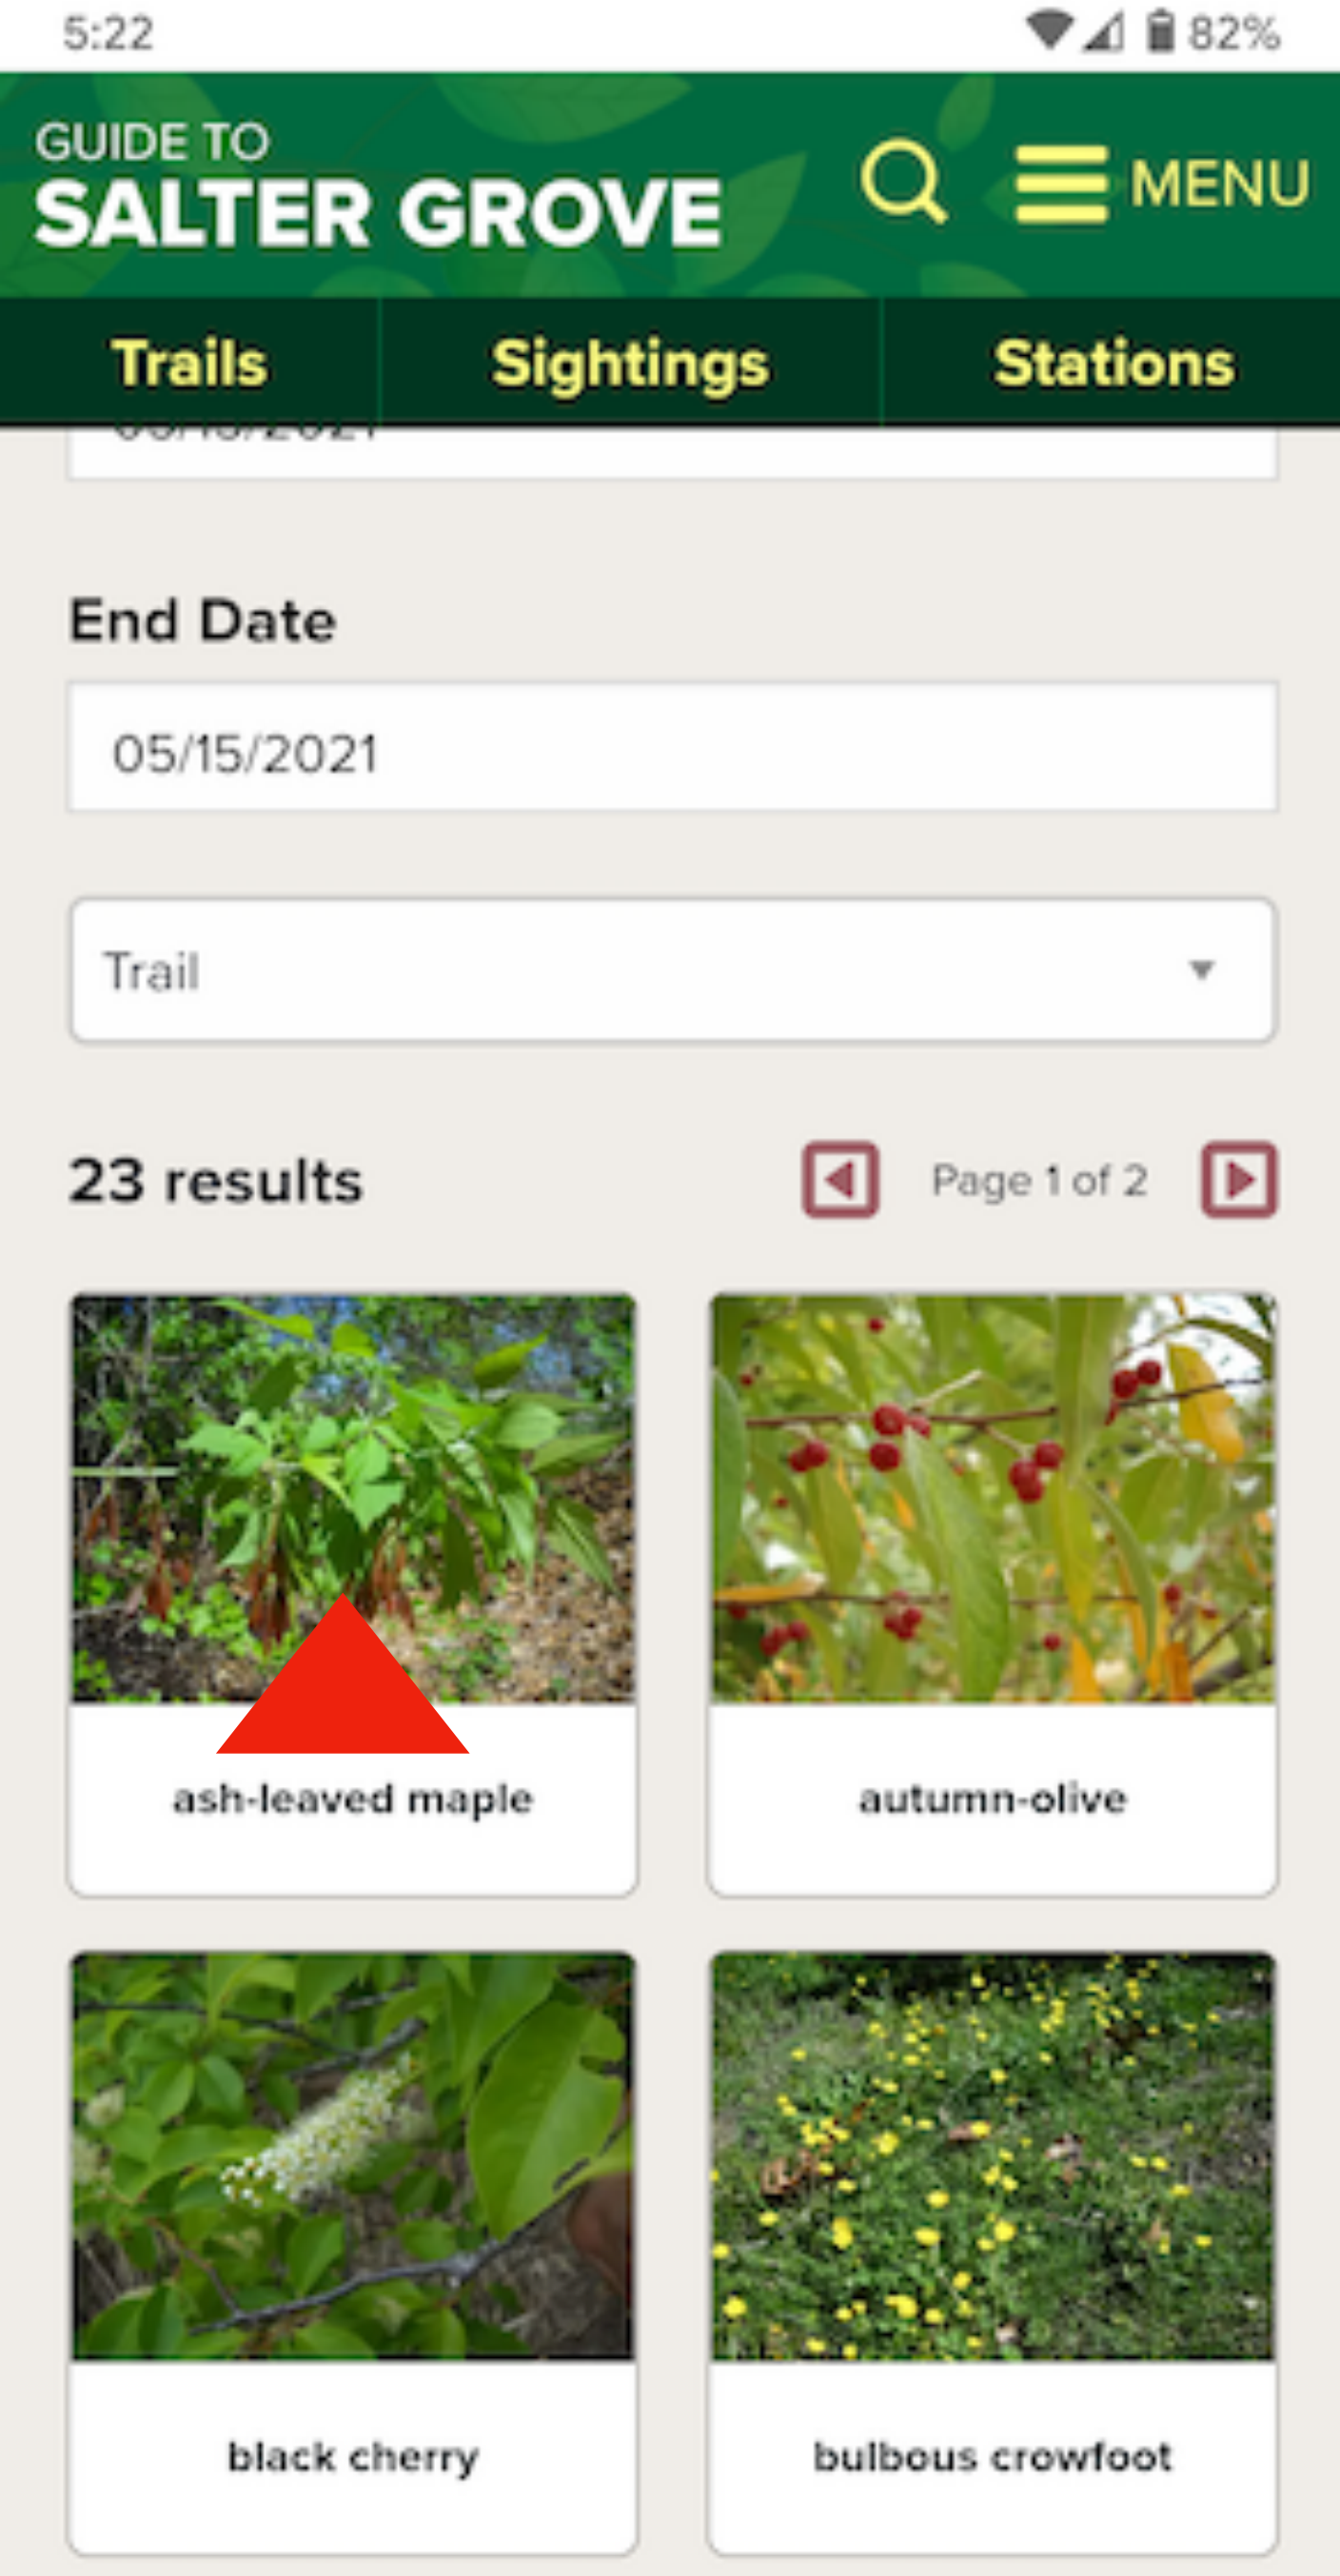 5:22
82%
GUIDE TO
SALTER GROVE
MENU
Trails
Sightings
Stations
End Date
05/15/2021
Trail
23 results
Page 1 of 2
ash-leaved maple
autumn-olive
black cherry
bulbous crowfoot